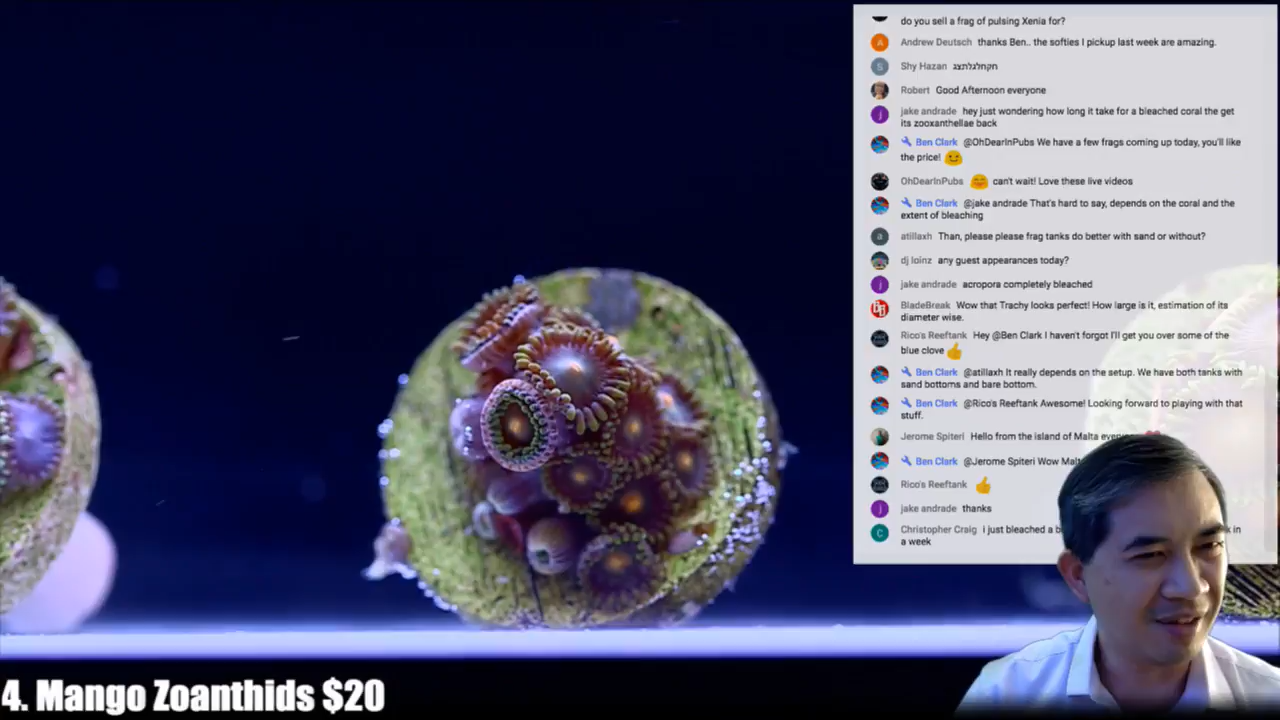 do you sell a frag of pulsing Xenia for?
A Andrew Deutsch thanks Ben.. the softies I pickup last week are amazing.
S Shy Hazan חקחלגלתצג
Robert Good Afternoon everyone
j jake andrade hey just wondering how long it take for a bleached coral the get
its zooxanthellae back
Ben Clark @OhDearInPubs We have a few frags coming up today, you'll like
the price!
OhDearInPubs can't wait! Love these live videos
Ben Clark @jake andrade That's hard to say, depends on the coral and the
extent of bleaching
a atillaxh Than, please please frag tanks do better with sand or without?
dj loinz any guest appearances today?
j jake andrade acropora completely bleached
BladeBreak Wow that Trachy looks perfect! How large is it, estimation of its
diameter wise.
Rico's Reeftank Hey @Ben Clark I haven't forgot I'll get you over some of the
blue clove
Ben Clark @atillaxh It really depends on the setup. We have both tanks with
sand bottoms and bare bottom.
Ben Clark @Rico's Reeftank Awesome! Looking forward to playing with that
stuff.
Jerome Spiteri Hello from the island of Malta
Ben Clark @Jerome Spiteri Wow
Rico's Reeftank
j jake andrade thanks
C Christopher Craig i just bleached a in
a week
4. Mango Zoanthids $20